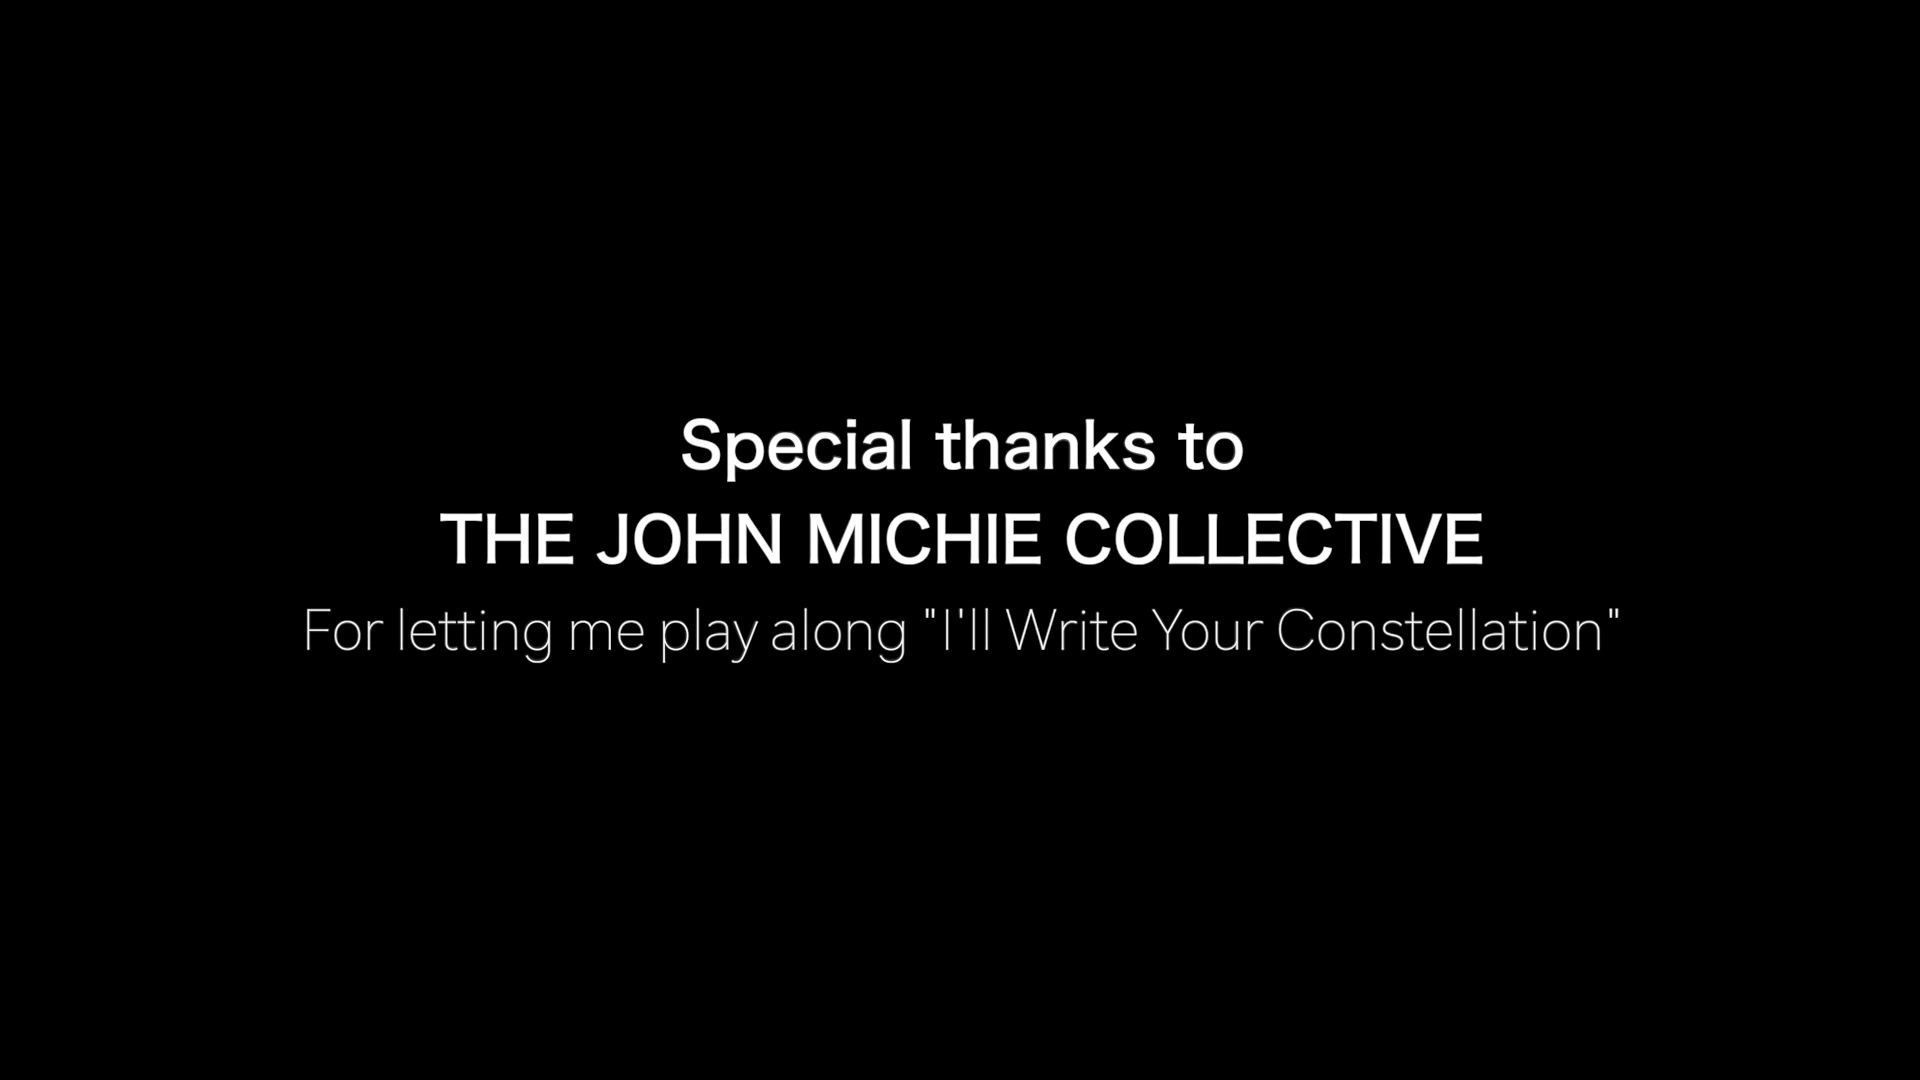 Special thanks to
THE JOHN MICHIE COLLECTIVE
For letting me play along "I'll Write Your Constellation"